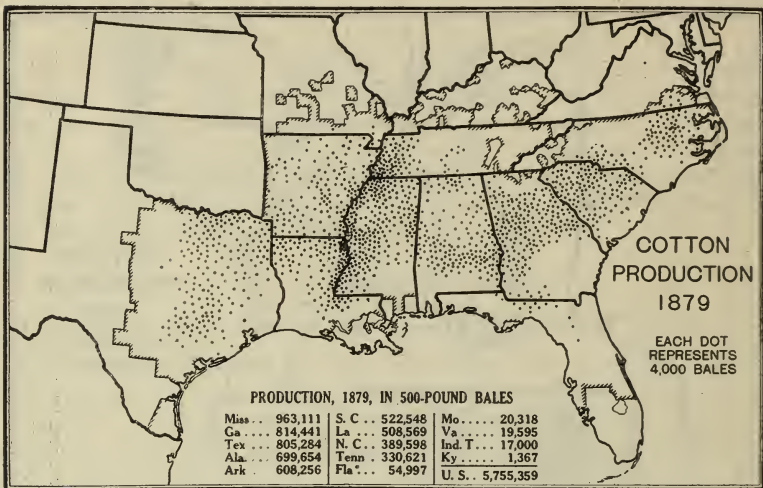 COTTON
PRODUCTION
1879
EACH DOT
REPRESENTS
4,000 BALES
PRODUCTION, 1879, IN 500-POUND BALES
Miss.. 963,111 S. C.. 522,548 Mo..... 20,318
Ga.... 814,441 La ... 508,569 Va..... 19,595
Tex ... 805,284 N. C.. 389,598 Ind. T... 17,000
Ala.... 699,654 Tenn . 330,621 Ky ..... 1,367
Ark . 608,256 Fla . . 54,997 U. S.. 5,755,359